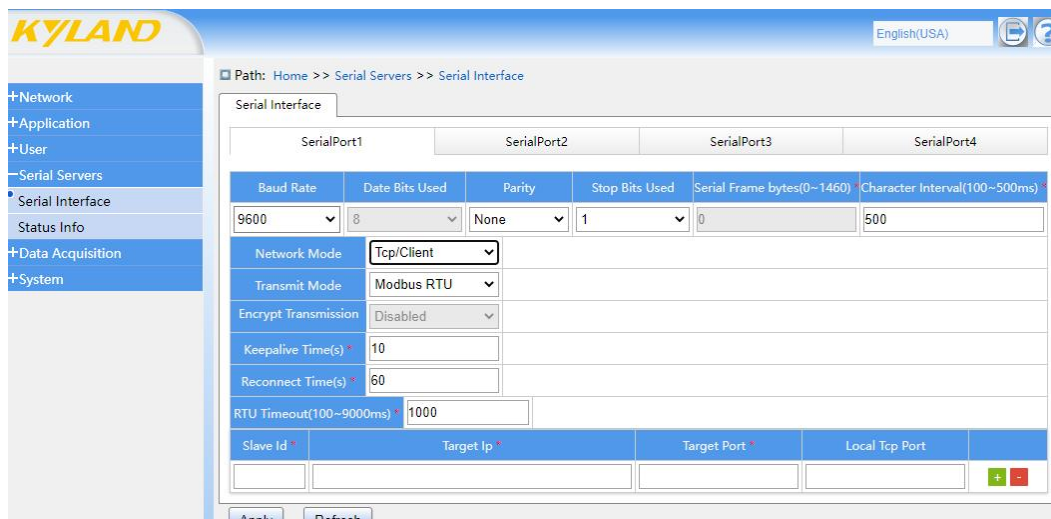 KYLAND
English(USA)
Path: Home >> Serial Servers >> Serial Interface
+Network
+Application
+User
−Serial Servers
Serial Interface
Status Info
+Data Acquisition
+System
Serial Interface
SerialPort1 SerialPort2 SerialPort3 SerialPort4
Baud Rate Date Bits Used Parity Stop Bits Used Serial Frame bytes(0~1460) * Character Interval(100~500ms) *
9600 8 None 1 0 500
Network Mode Tcp/Client
Transmit Mode Modbus RTU
Encrypt Transmission Disabled
Keepalive Time(s) * 10
Reconnect Time(s) * 60
RTU Timeout(100~9000ms) * 1000
Slave Id * Target Ip * Target Port * Local Tcp Port
+ -
Apply Refresh